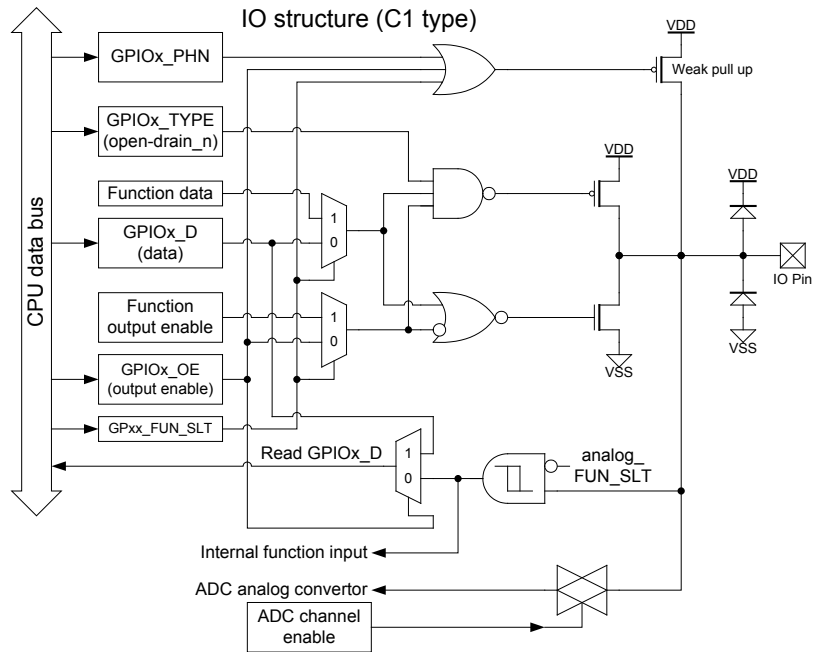 IO structure (C1 type)
CPU data bus
GPIOx_PHN
VDD
Weak pull up
GPIOx_TYPE
(open-drain_n)
VDD
VDD
Function data
1
0
GPIOx_D
(data)
IO Pin
Function
output enable
1
0
VSS
VSS
GPIOx_OE
(output enable)
GPxx_FUN_SLT
Read GPIOx_D
1
0
analog_
FUN_SLT
Internal function input
ADC analog convertor
ADC channel
enable